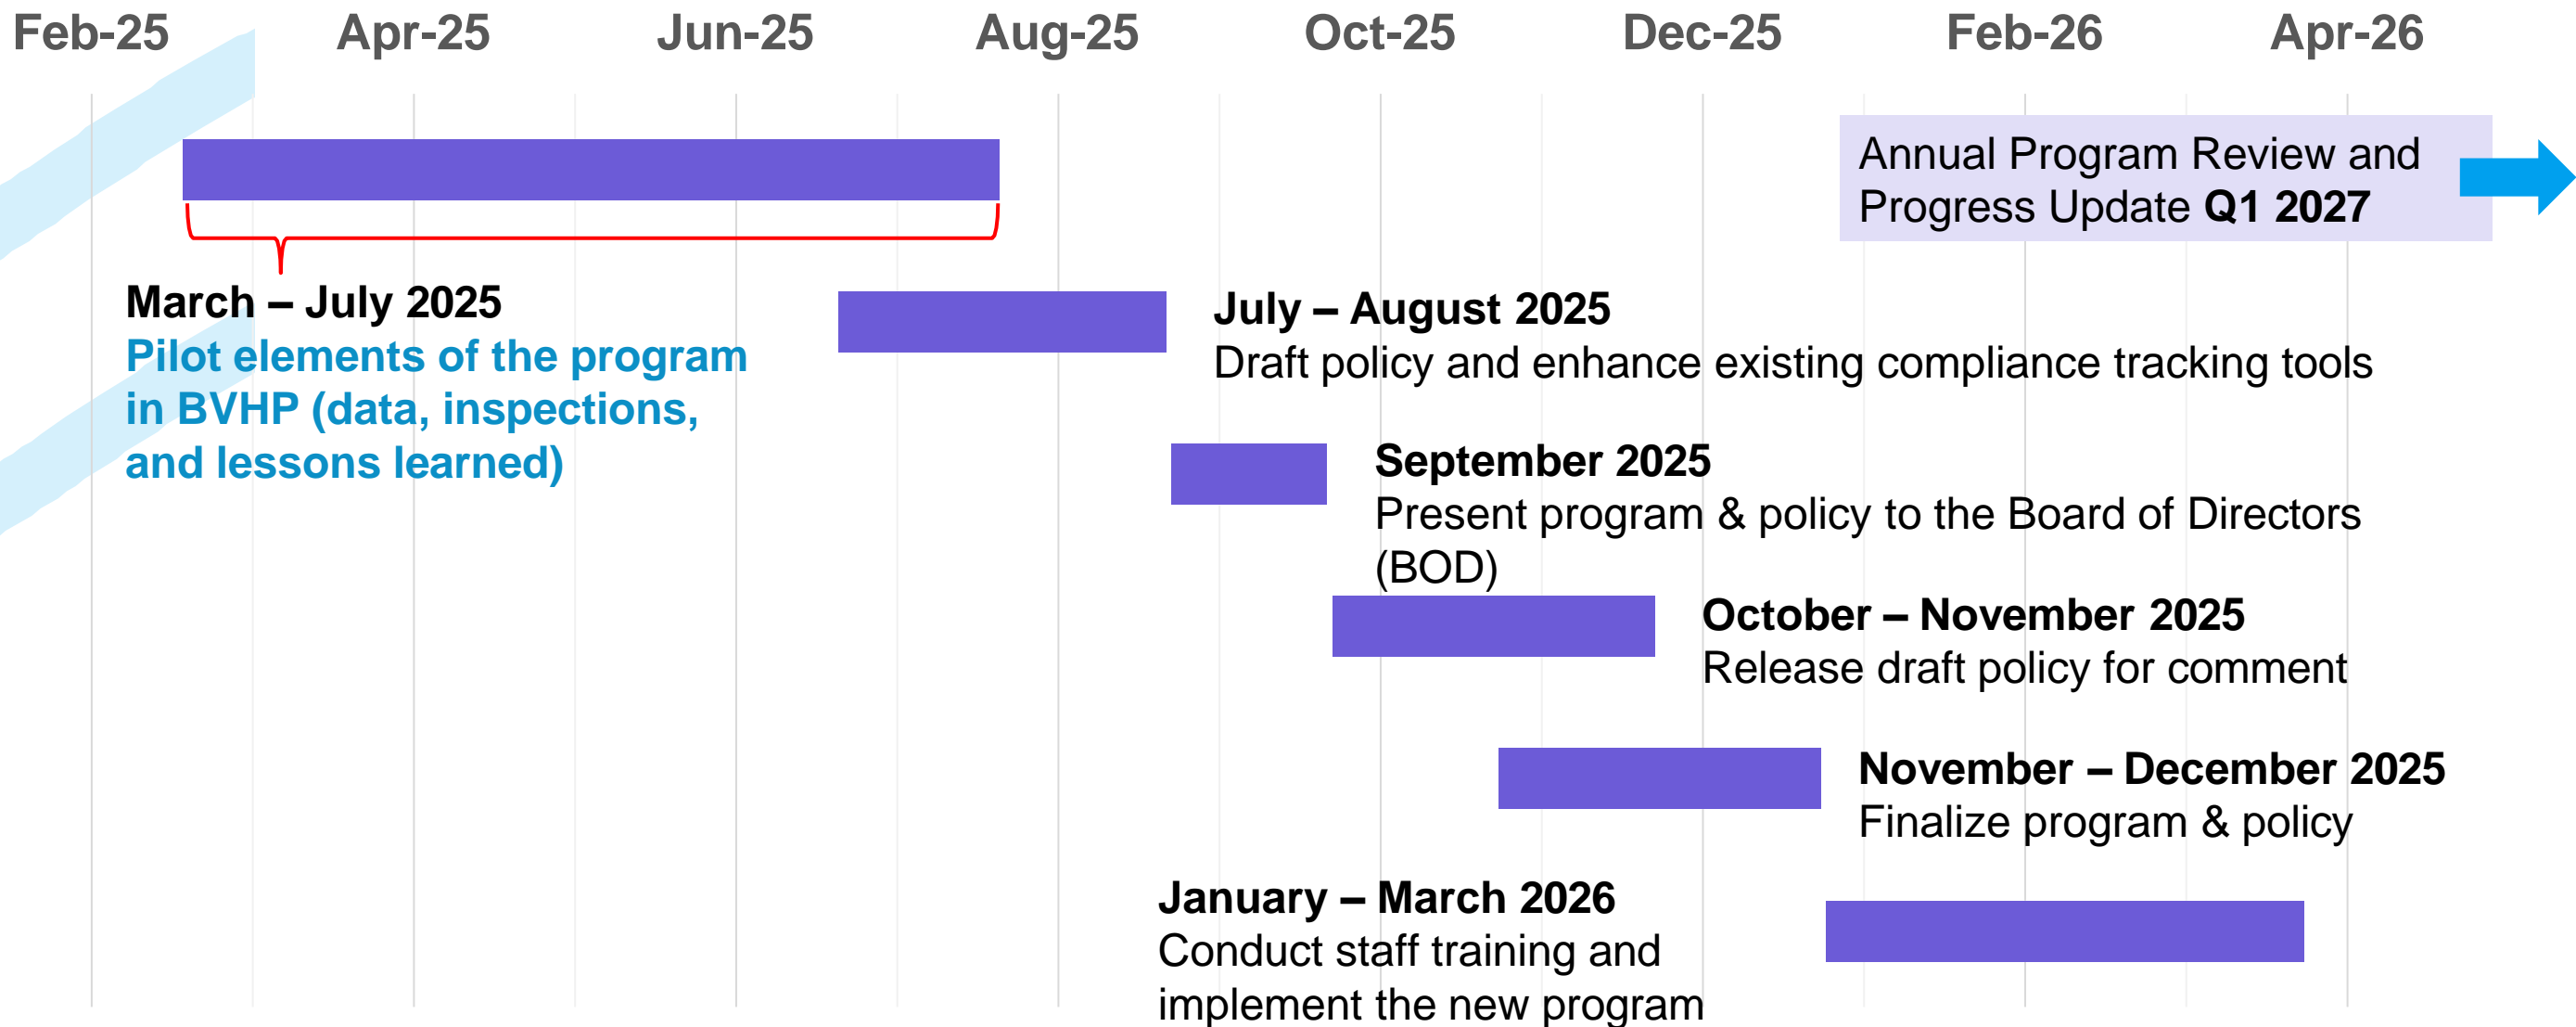 Feb-25 Apr-25 Jun-25 Aug-25 Oct-25 Dec-25 Feb-26 Apr-26
Annual Program Review and
Progress Update Q1 2027
March – July 2025
Pilot elements of the program
in BVHP (data, inspections,
and lessons learned)
July – August 2025
Draft policy and enhance existing compliance tracking tools
September 2025
Present program & policy to the Board of Directors
(BOD)
October – November 2025
Release draft policy for comment
November – December 2025
Finalize program & policy
January – March 2026
Conduct staff training and
implement the new program